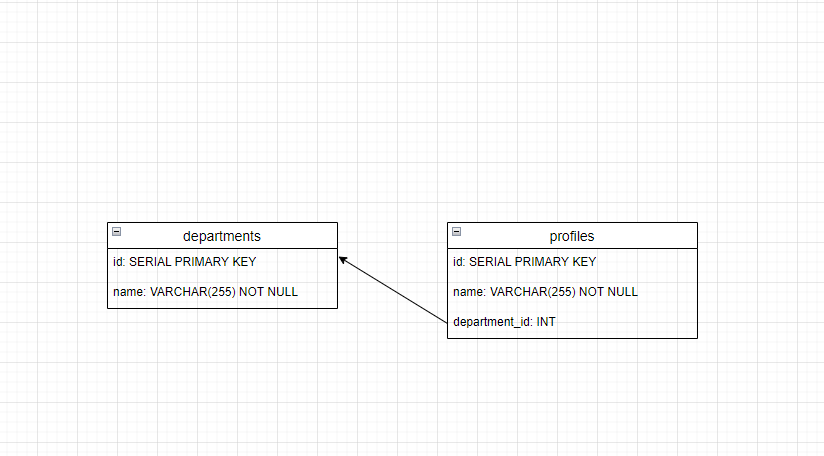 departments
id: SERIAL PRIMARY KEY
name: VARCHAR(255) NOT NULL
profiles
id: SERIAL PRIMARY KEY
name: VARCHAR(255) NOT NULL
department_id: INT